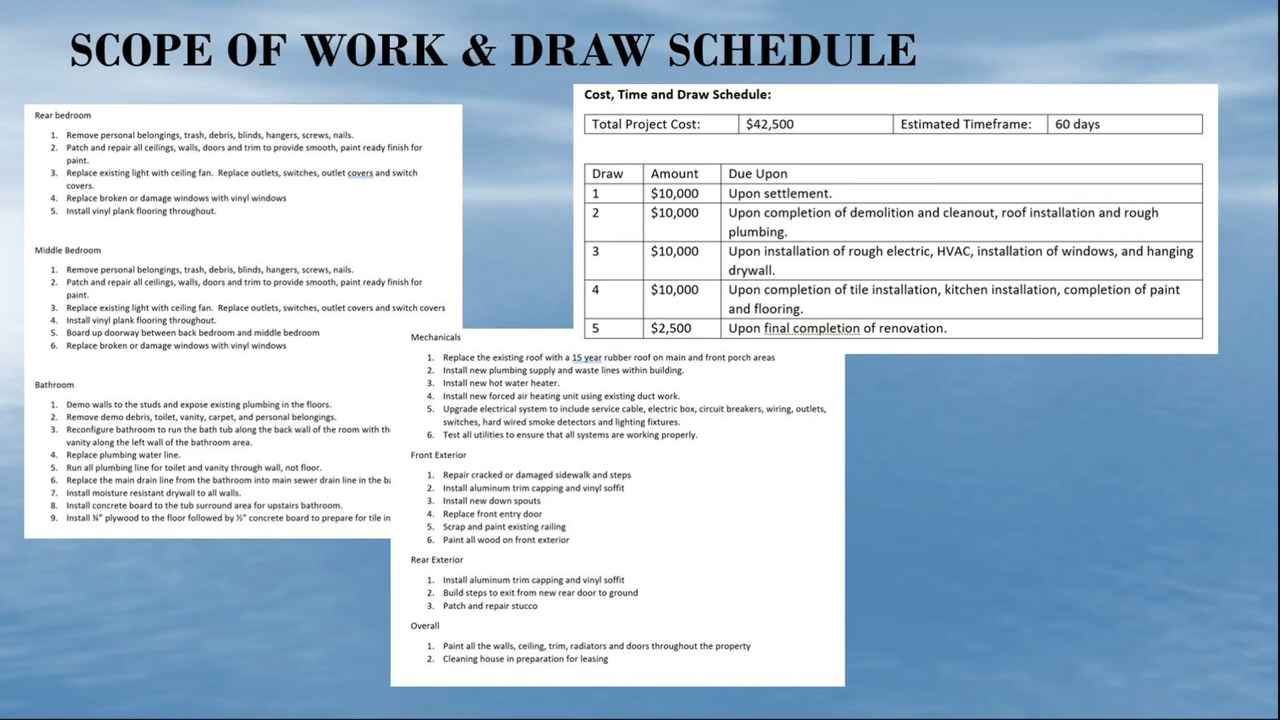 SCOPE OF WORK & DRAW SCHEDULE
Rear bedroom
1. Remove personal belongings, trash, debris, blinds, hangers, screws, nails.
2. Patch and repair all ceilings, walls, doors and trim to provide smooth, paint ready finish for
paint.
3. Replace existing light with ceiling fan. Replace outlets, switches, outlet covers and switch
covers.
4. Replace broken or damage windows with vinyl windows
5. Install vinyl plank flooring throughout.
Middle Bedroom
1. Remove personal belongings, trash, debris, blinds, hangers, screws, nails.
2. Patch and repair all ceilings, walls, doors and trim to provide smooth, paint ready finish for
paint.
3. Replace existing light with ceiling fan. Replace outlets, switches, outlet covers and switch covers
4. Install vinyl plank flooring throughout.
5. Board up doorway between back bedroom and middle bedroom
6. Replace broken or damage windows with vinyl windows
Bathroom
1. Demo walls to the studs and expose existing plumbing in the floors.
2. Remove demo debris, toilet, vanity, carpet, and personal belongings.
3. Reconfigure bathroom to run the bath tub along the back wall of the room with
vanity along the left wall of the bathroom area.
4. Replace plumbing water line.
5. Run all plumbing line for toilet and vanity through wall, not floor.
6. Replace the main drain line from the bathroom into main sewer drain line in the
7. Install moisture resistant drywall to all walls.
8. Install concrete board to the tub surround area for upstairs bathroom.
9. Install ¾" plywood to the floor followed by ½" concrete board to prepare for tile
Cost, Time and Draw Schedule:
Total Project Cost: $42,500 Estimated Timeframe: 60 days
Draw Amount Due Upon
1 $10,000 Upon settlement.
2 $10,000 Upon completion of demolition and cleanout, roof installation and rough
plumbing.
3 $10,000 Upon installation of rough electric, HVAC, installation of windows, and hanging
drywall.
4 $10,000 Upon completion of tile installation, kitchen installation, completion of paint
and flooring.
5 $2,500 Upon final completion of renovation.
Mechanicals
1. Replace the existing roof with a 15 year rubber roof on main and front porch areas
2. Install new plumbing supply and waste lines within building.
3. Install new hot water heater.
4. Install new forced air heating unit using existing duct work.
5. Upgrade electrical system to include service cable, electric box, circuit breakers, wiring, outlets,
switches, hard wired smoke detectors and lighting fixtures.
6. Test all utilities to ensure that all systems are working properly.
Front Exterior
1. Repair cracked or damaged sidewalk and steps
2. Install aluminum trim capping and vinyl soffit
3. Install new down spouts
4. Replace front entry door
5. Scrap and paint existing railing
6. Paint all wood on front exterior
Rear Exterior
1. Install aluminum trim capping and vinyl soffit
2. Build steps to exit from new rear door to ground
3. Patch and repair stucco
Overall
1. Paint all the walls, ceiling, trim, radiators and doors throughout the property
2. Cleaning house in preparation for leasing